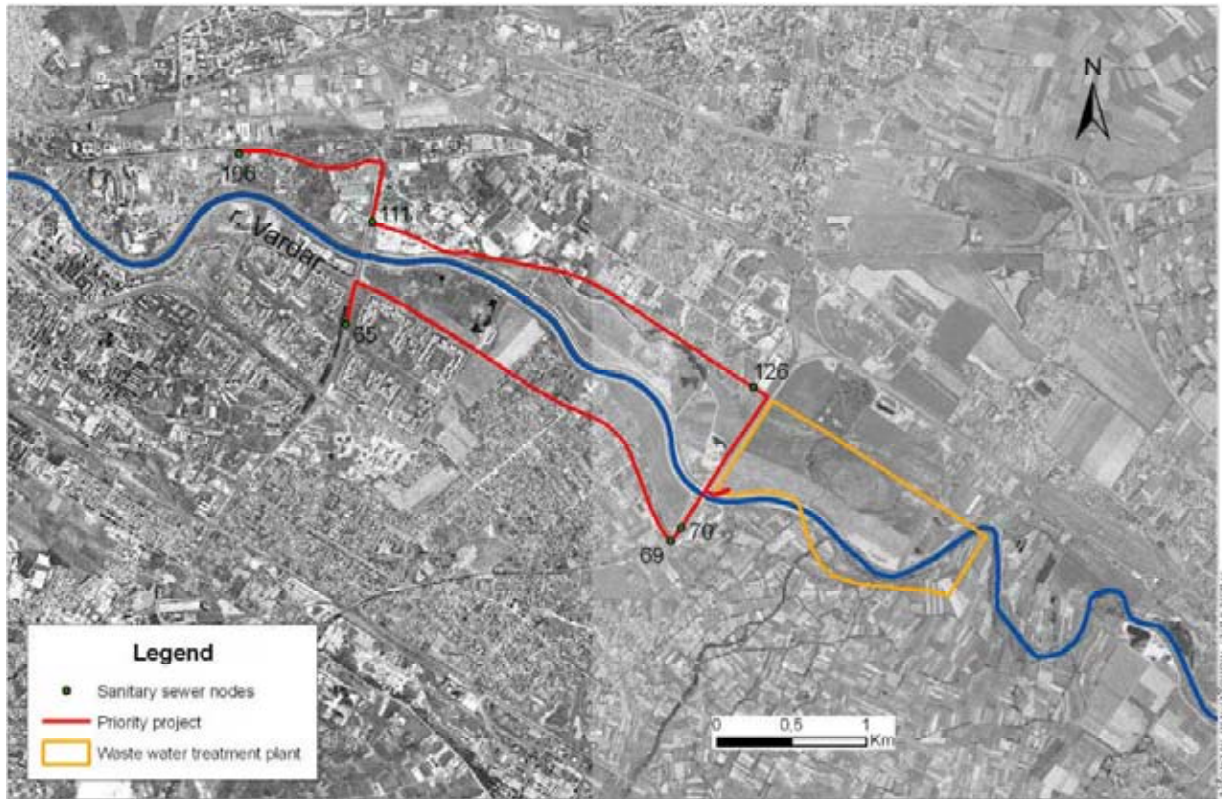 N
106
111
r. Vardar
65
126
70
69
Legend
Sanitary sewer nodes
Priority project
Waste water treatment plant
0 0.5 1
Km